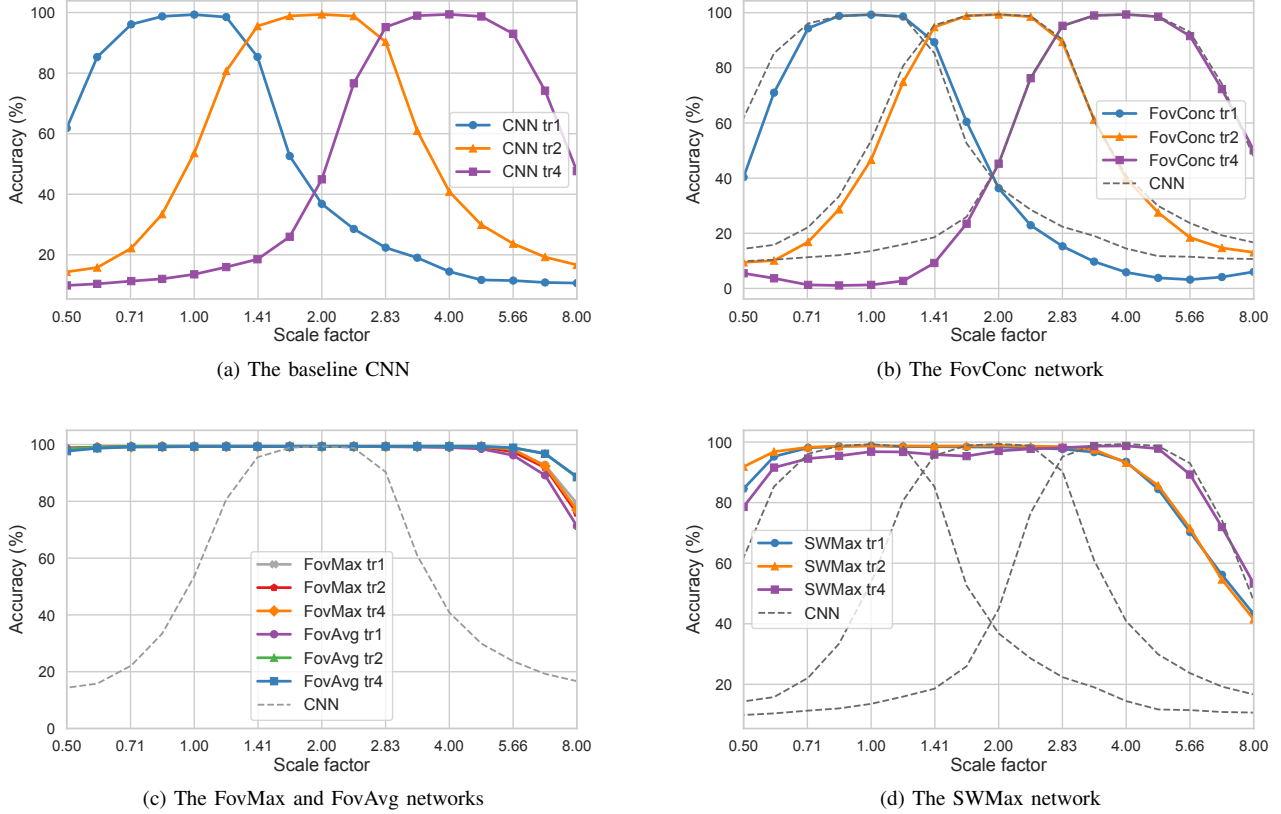 100
80
60
40
20
Accuracy (%)
CNN tr1
CNN tr2
CNN tr4
0.50 0.71 1.00 1.41 2.00 2.83 4.00 5.66 8.00
Scale factor
(a) The baseline CNN
100
80
60
40
20
0
Accuracy (%)
FovConc tr1
FovConc tr2
FovConc tr4
CNN
0.50 0.71 1.00 1.41 2.00 2.83 4.00 5.66 8.00
Scale factor
(b) The FovConc network
100
80
60
40
20
0
Accuracy (%)
FovMax tr1
FovMax tr2
FovMax tr4
FovAvg tr1
FovAvg tr2
FovAvg tr4
CNN
0.50 0.71 1.00 1.41 2.00 2.83 4.00 5.66 8.00
Scale factor
(c) The FovMax and FovAvg networks
100
80
60
40
20
Accuracy (%)
SWMax tr1
SWMax tr2
SWMax tr4
CNN
0.50 0.71 1.00 1.41 2.00 2.83 4.00 5.66 8.00
Scale factor
(d) The SWMax network